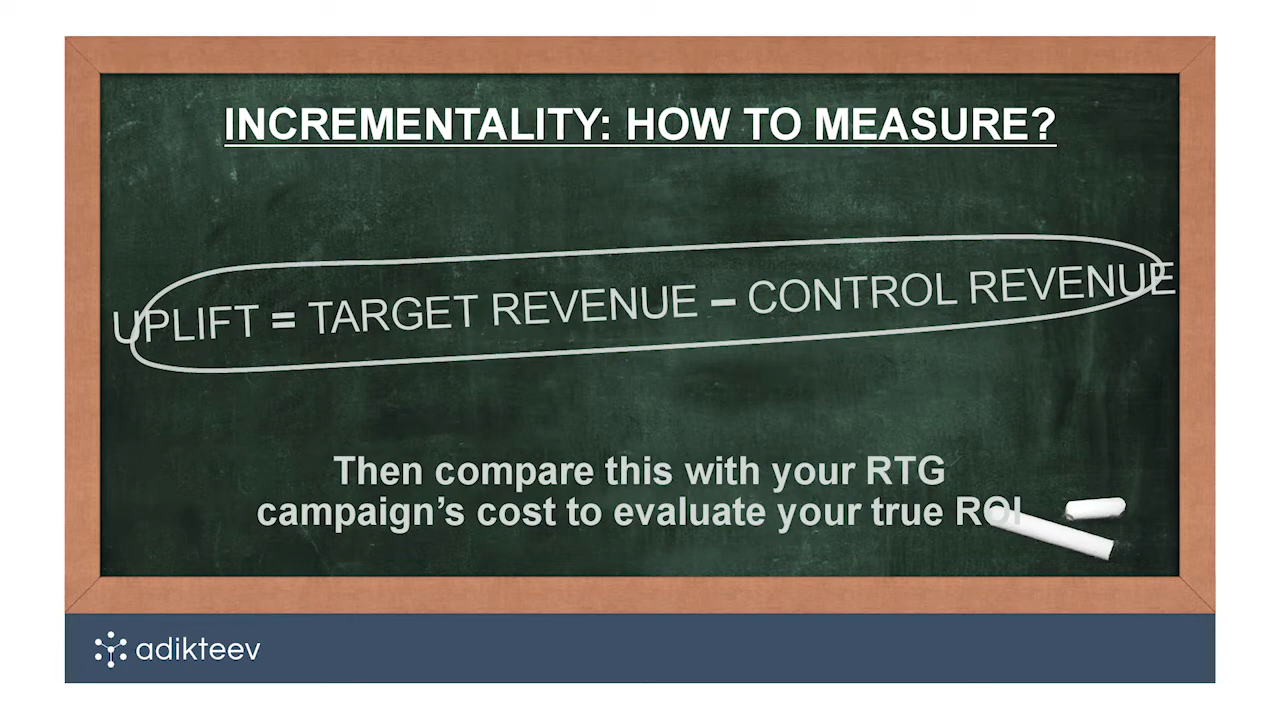 INCREMENTALITY: HOW TO MEASURE?
UPLIFT = TARGET REVENUE – CONTROL REVENUE
Then compare this with your RTG
campaign’s cost to evaluate your true ROI
adikteev